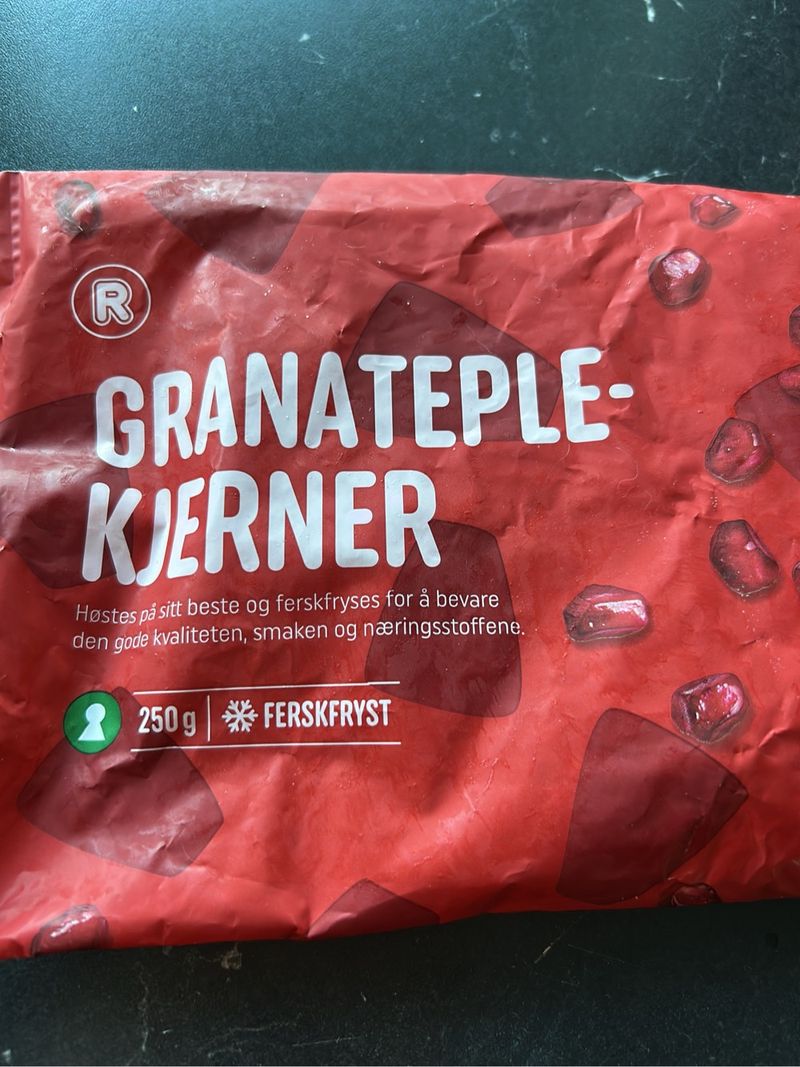 R
GRANATEPLE-
KJERNER
Høstes på sitt beste og ferskfryses for å bevare
den gode kvaliteten, smaken og næringsstoffene.
250 g | FERSKFRYST